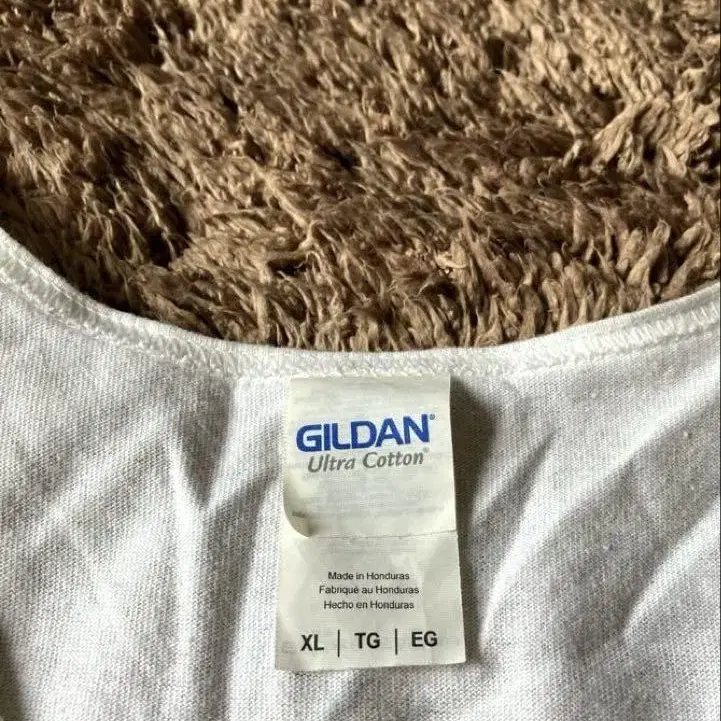 GILDAN®
Ultra Cotton®
Made in Honduras
Fabriqué au Honduras
Hecho en Honduras
XL | TG | EG